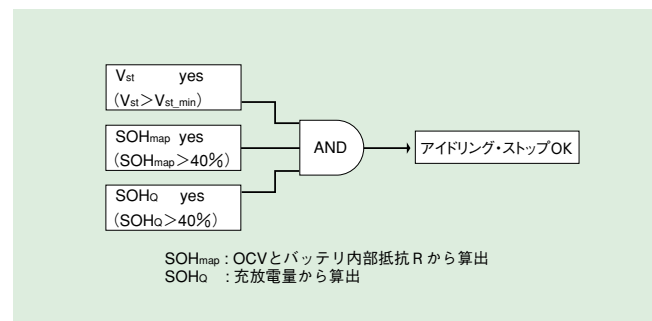 Vst yes
（Vst＞Vst_min）
SOHmap yes
（SOHmap＞40％）
SOHQ yes
（SOHQ＞40％）
AND
アイドリング・ストップOK
SOHmap : OCVとバッテリ内部抵抗Rから算出
SOHQ : 充放電量から算出